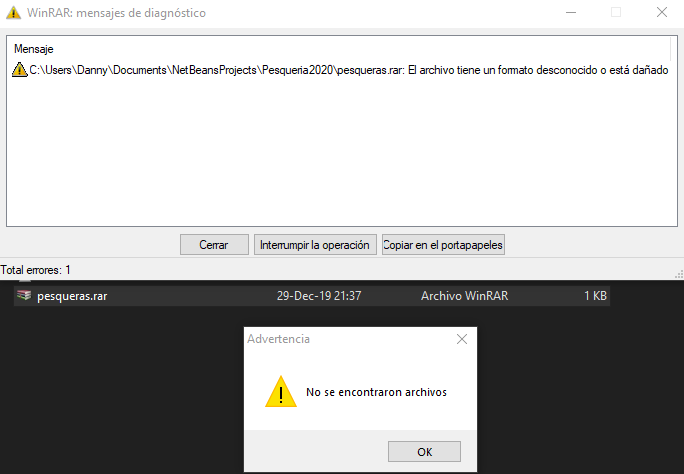 WinRAR: mensajes de diagnóstico
Mensaje
C:\Users\Danny\Documents\NetBeansProjects\Pesqueria2020\pesqueras.rar: El archivo tiene un formato desconocido o está dañado
Cerrar Interrumpir la operación Copiar en el portapapeles
Total errores: 1
pesqueras.rar 29-Dec-19 21:37 Archivo WinRAR 1 KB
Advertencia
No se encontraron archivos
OK